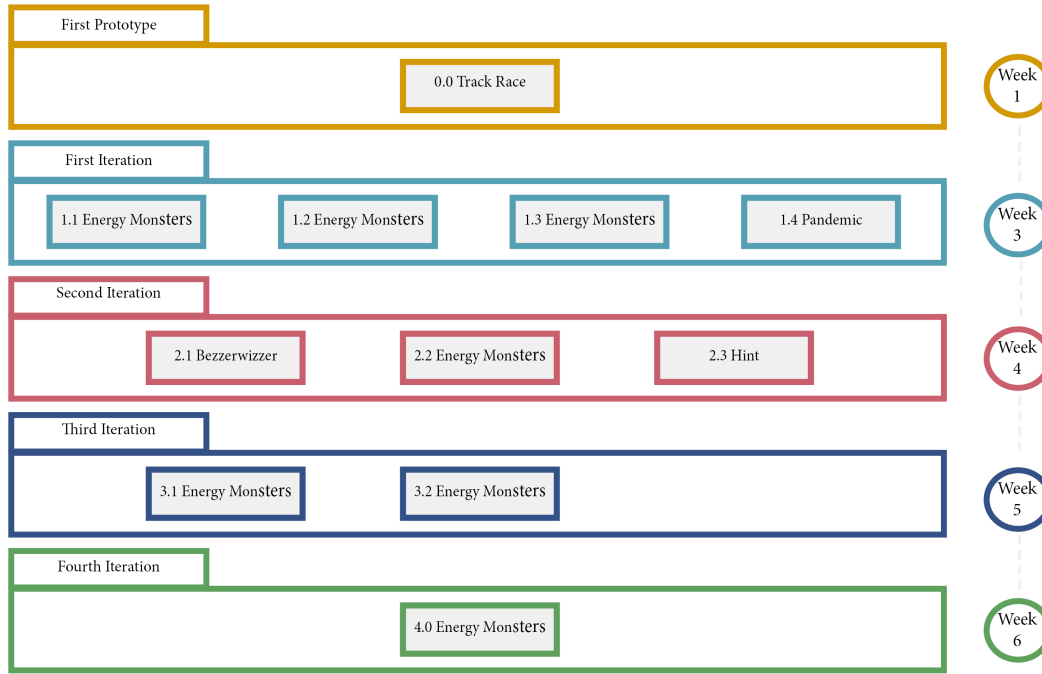 First Prototype
0.0 Track Race
Week
1
First Iteration
1.1 Energy Monsters
1.2 Energy Monsters
1.3 Energy Monsters
1.4 Pandemic
Week
3
Second Iteration
2.1 Bezzerwizzer
2.2 Energy Monsters
2.3 Hint
Week
4
Third Iteration
3.1 Energy Monsters
3.2 Energy Monsters
Week
5
Fourth Iteration
4.0 Energy Monsters
Week
6